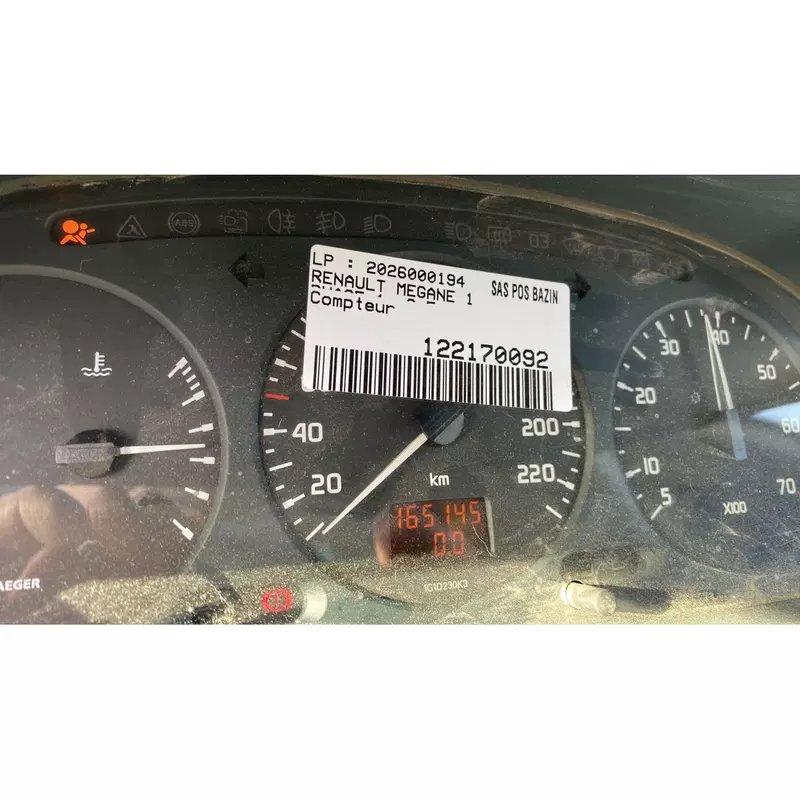 LP : 2026000194
SAS POS BAZIN
RENAULT MEGANE 1
Compteur
122170092
ABS
40
20
km
200
220
165145
0.0
1G1D230K3
5
10
20
30
40
50
60
70
X100
AEGER